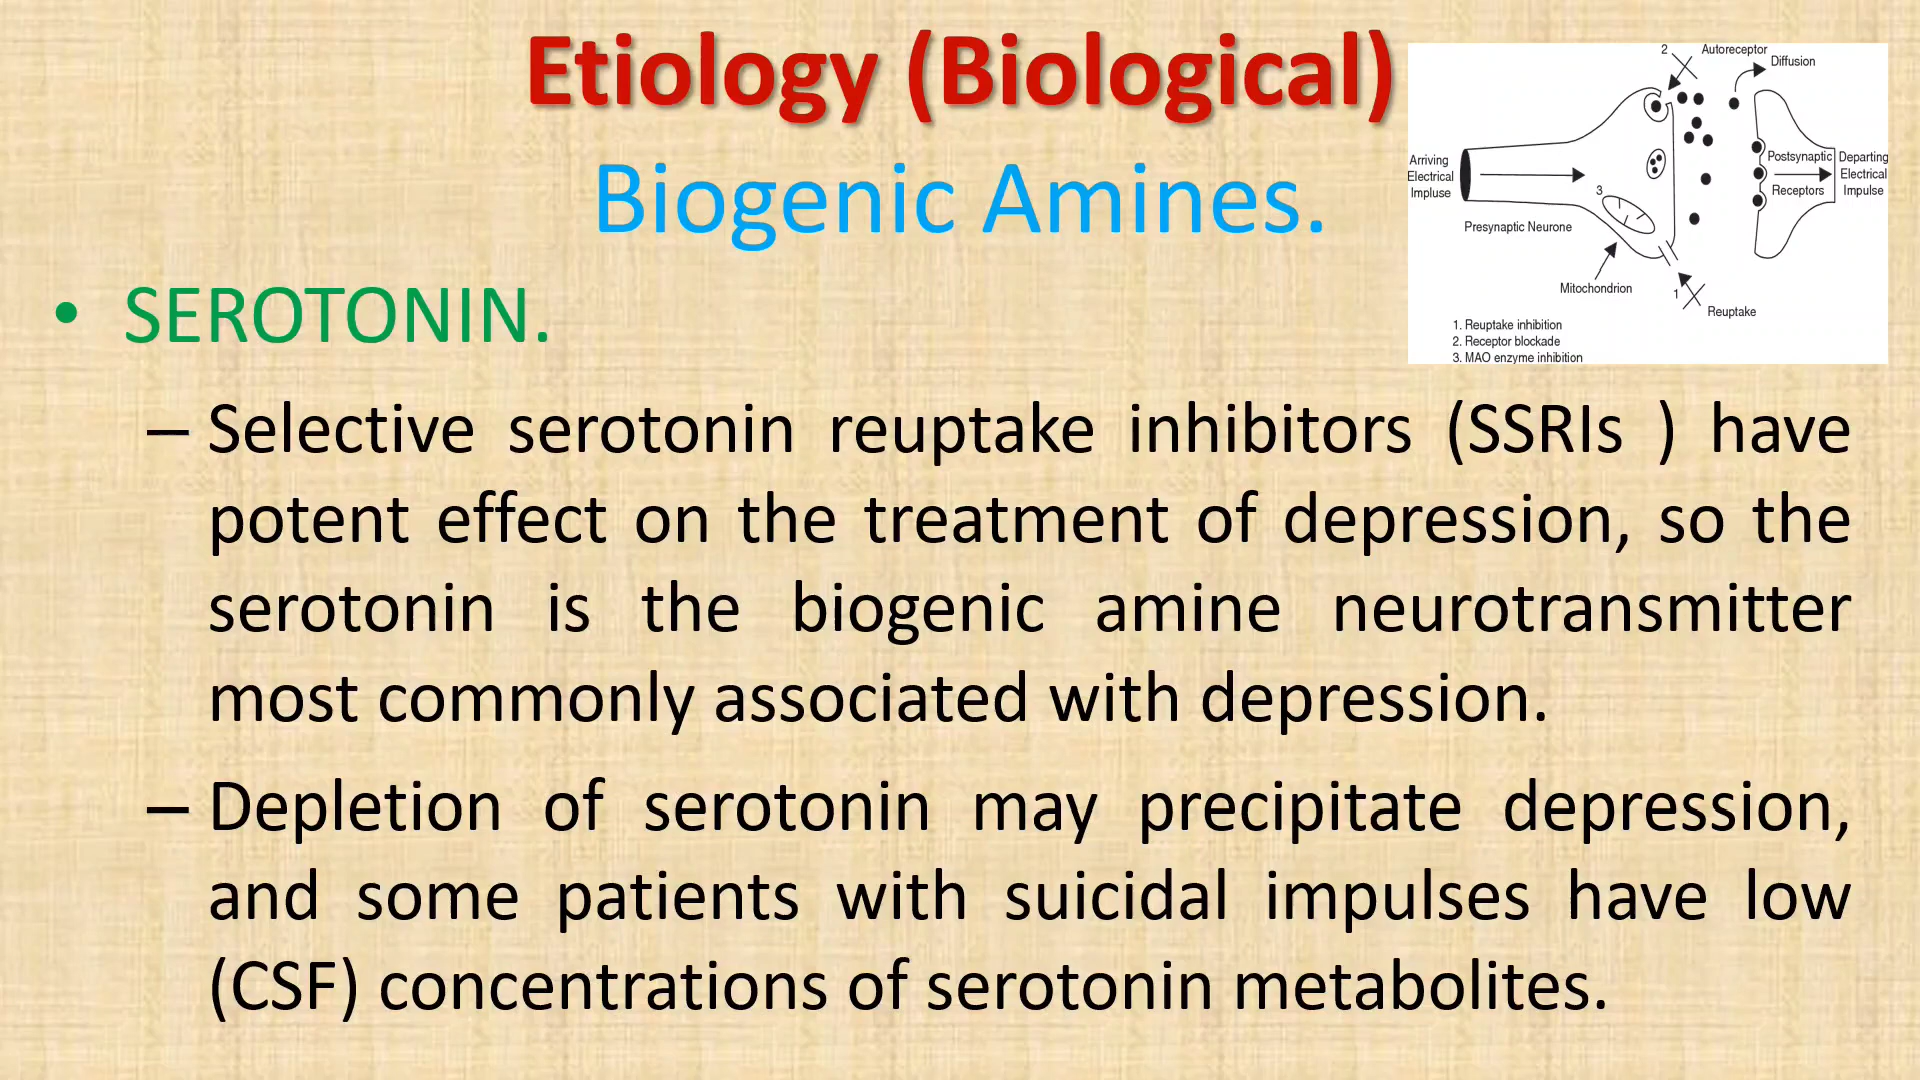 Etiology (Biological)
Biogenic Amines.
• SEROTONIN.
– Selective serotonin reuptake inhibitors (SSRIs ) have
potent effect on the treatment of depression, so the
serotonin is the biogenic amine neurotransmitter
most commonly associated with depression.
– Depletion of serotonin may precipitate depression,
and some patients with suicidal impulses have low
(CSF) concentrations of serotonin metabolites.
2
Autoreceptor
Diffusion
Arriving
Electrical
Impluse
3
Postsynaptic
Receptors
Departing
Electrical
Impulse
Presynaptic Neurone
Mitochondrion
1
Reuptake
1. Reuptake inhibition
2. Receptor blockade
3. MAO enzyme inhibition